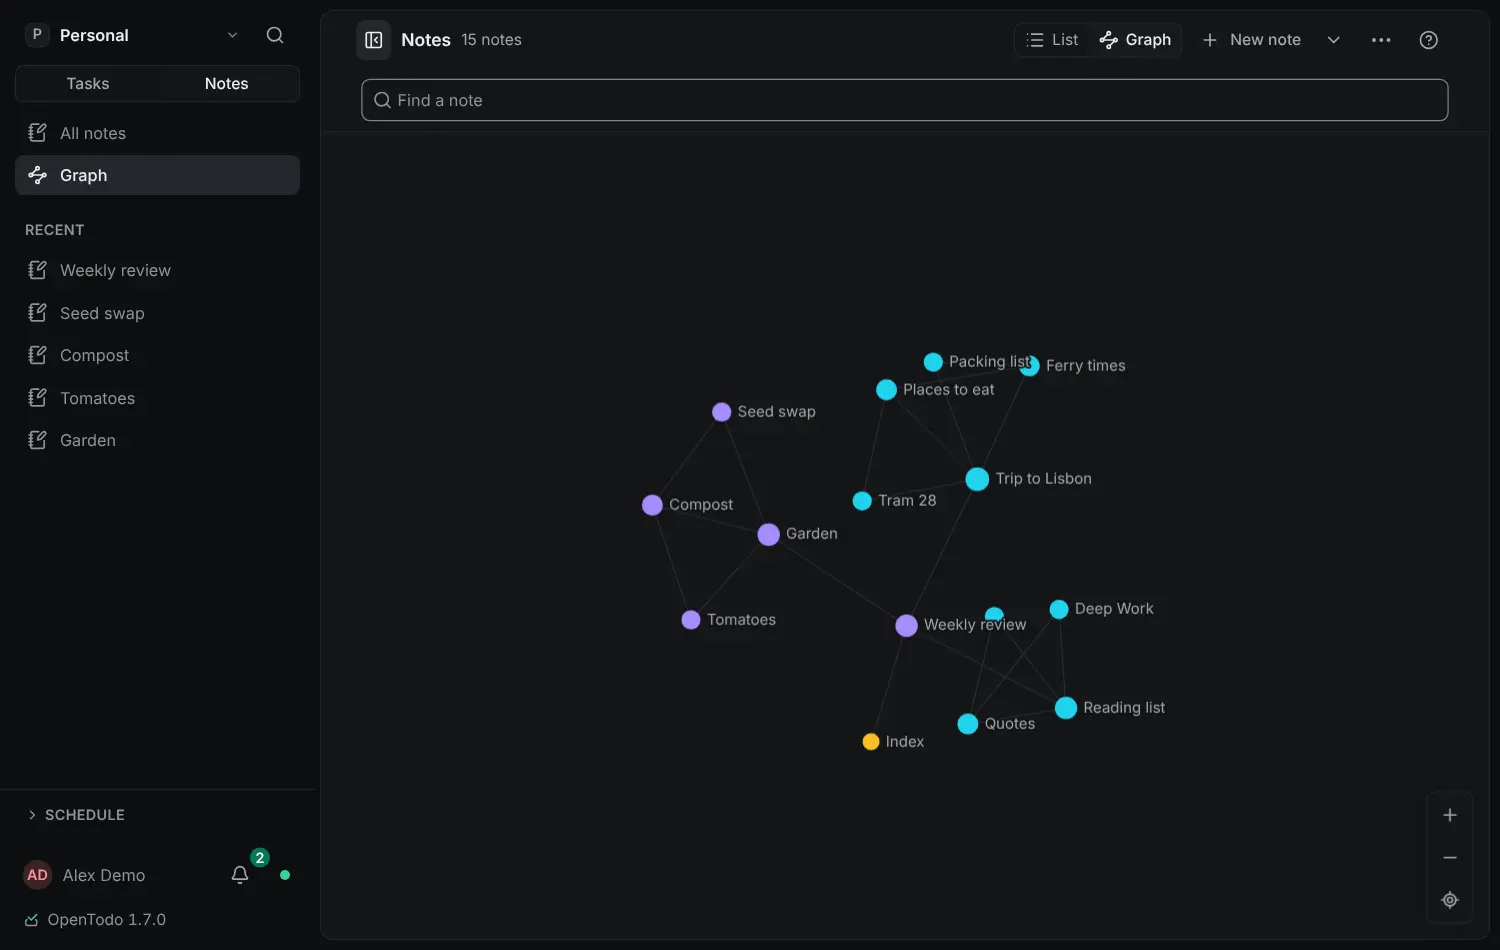 P Personal
Tasks Notes
All notes
Graph
RECENT
Weekly review
Seed swap
Compost
Tomatoes
Garden
SCHEDULE
AD Alex Demo 2
OpenTodo 1.7.0
Notes 15 notes List Graph New note
Find a note
Packing list Ferry times
Places to eat
Seed swap
Trip to Lisbon
Compost Tram 28
Garden
Deep Work
Tomatoes Weekly review
Reading list
Quotes
Index